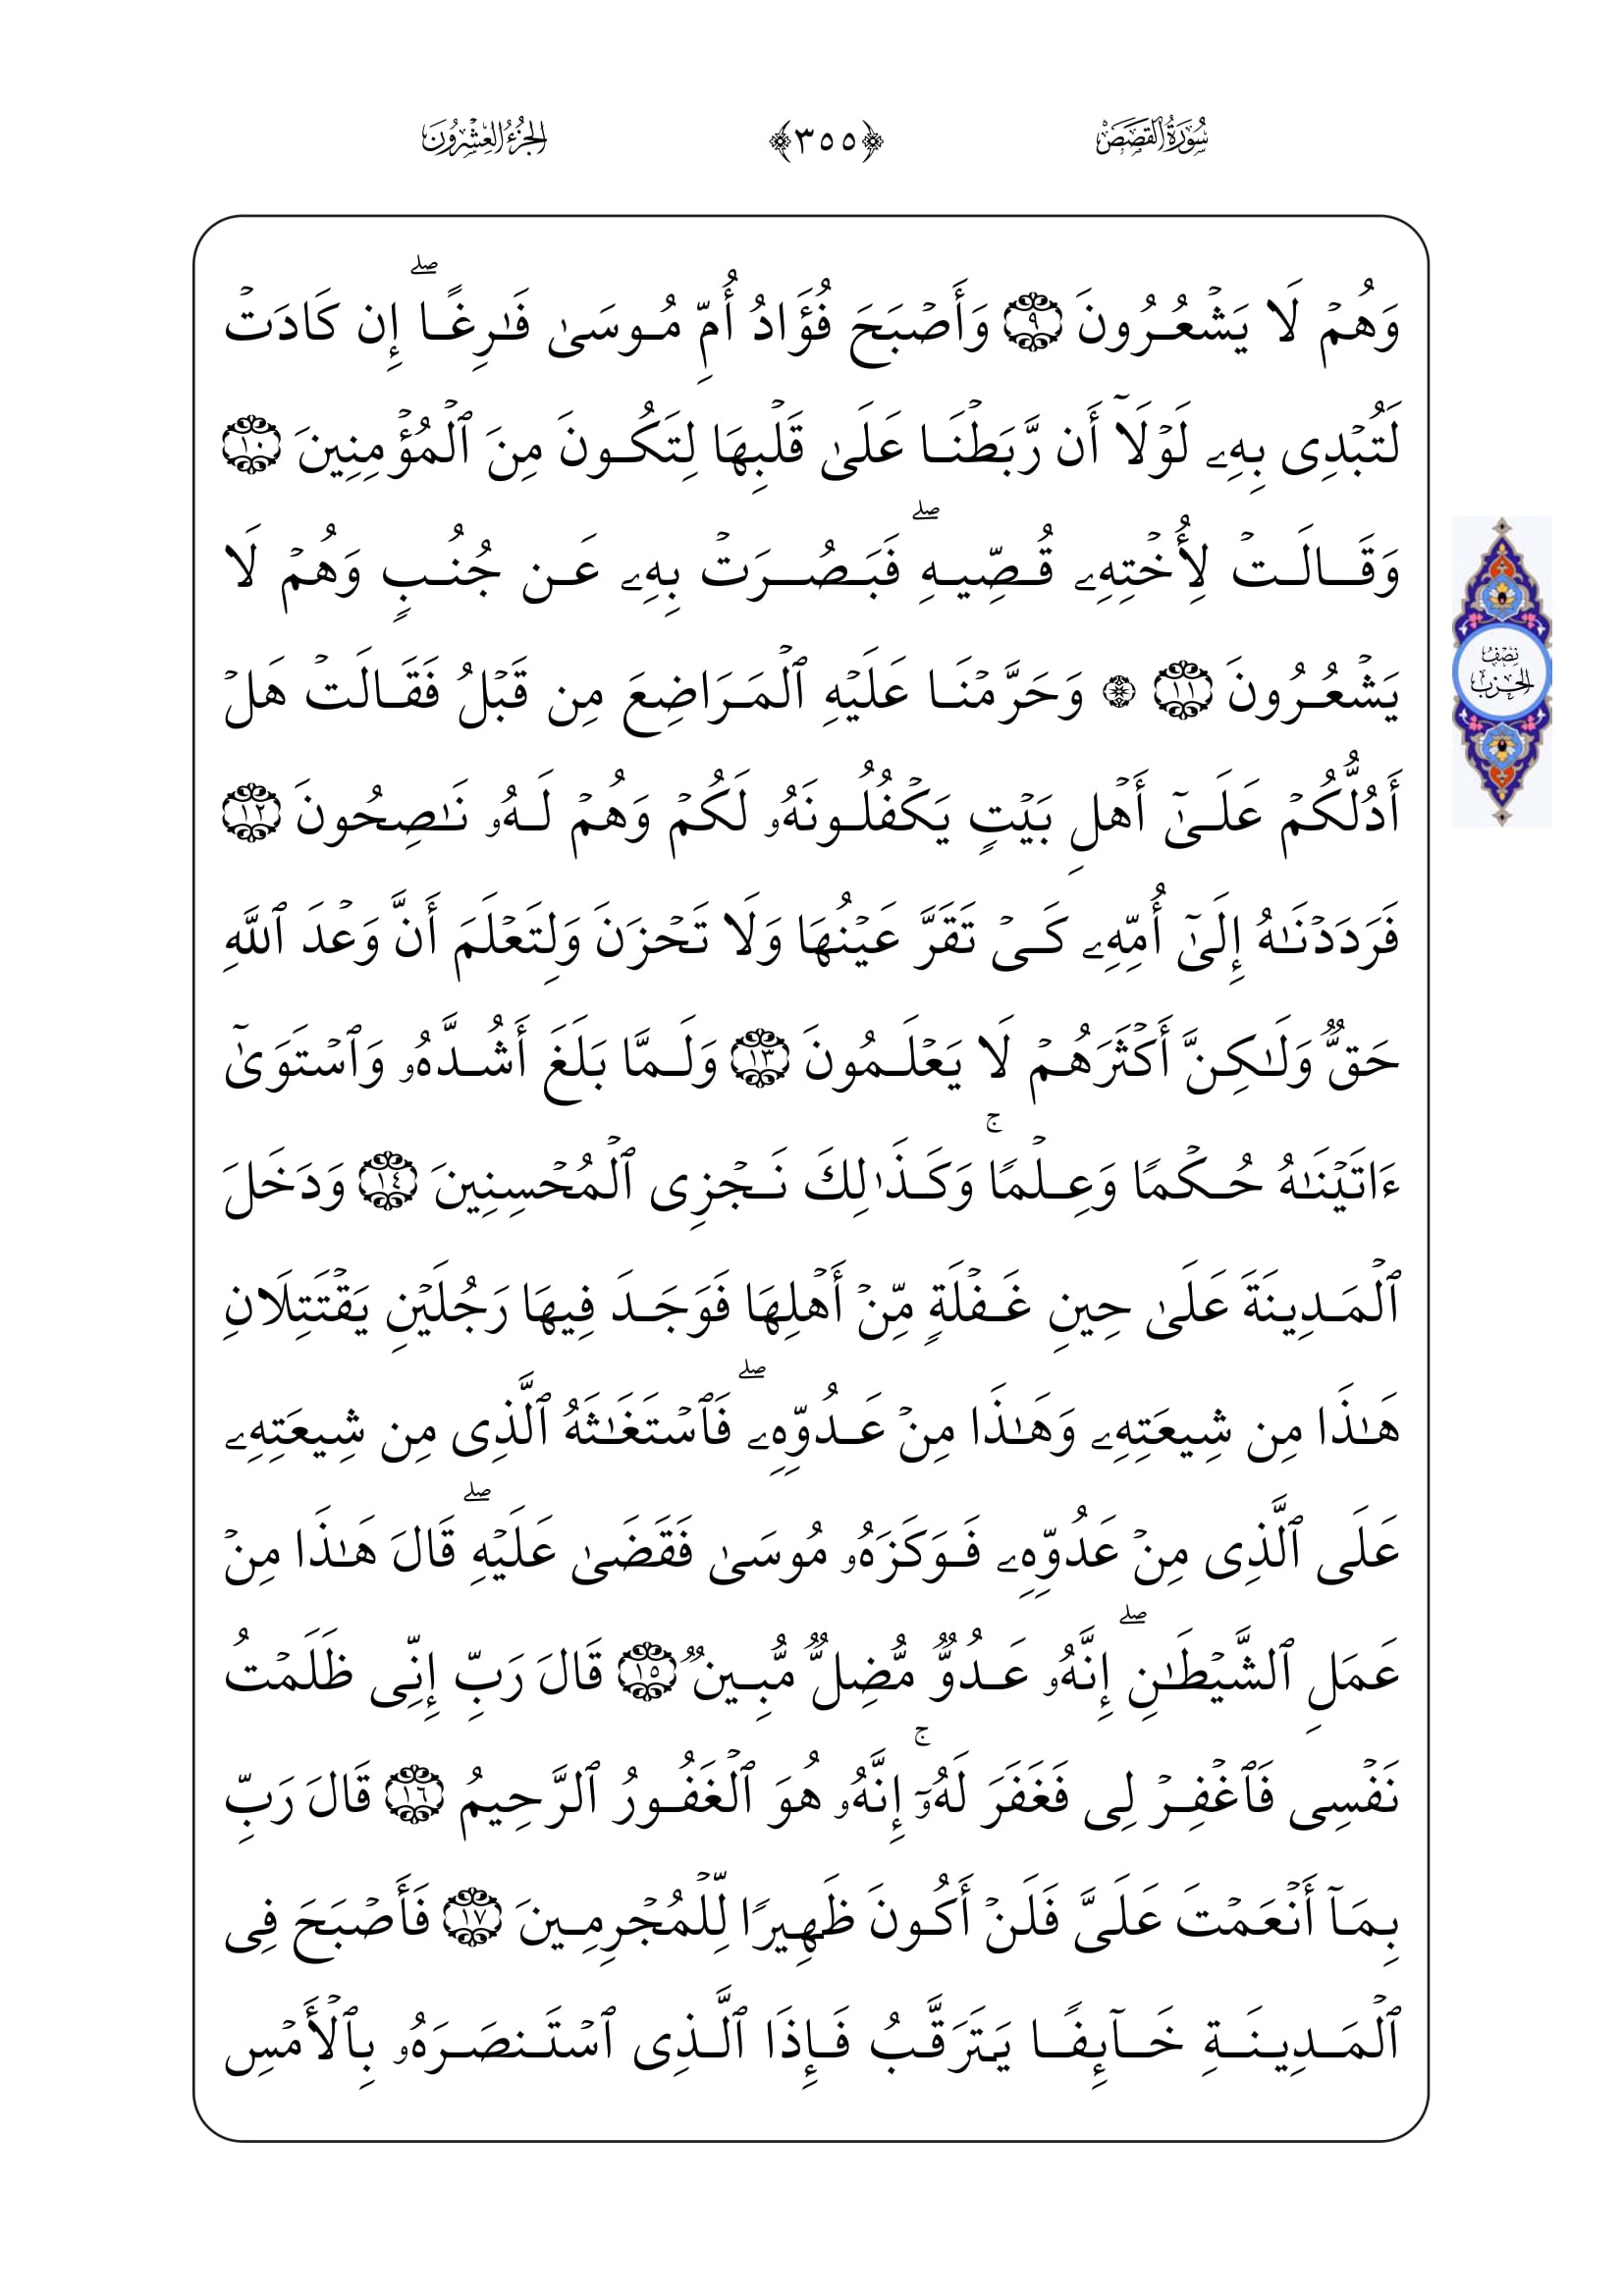 سُورَةُ القَصَصِ
﴿٣٥٥﴾
الجُزْءُ العِشْرُونَ
وَهُمۡ لَا يَشۡعُرُونَ ٩ وَأَصۡبَحَ فُؤَادُ أُمِّ مُوسَىٰ فَٰرِغًاۖ إِن كَادَتۡ
لَتُبۡدِى بِهِۦ لَوۡلَآ أَن رَّبَطۡنَا عَلَىٰ قَلۡبِهَا لِتَكُونَ مِنَ ٱلۡمُؤۡمِنِينَ ١٠
وَقَالَتۡ لِأُخۡتِهِۦ قُصِّيهِۖ فَبَصُرَتۡ بِهِۦ عَن جُنُبٍ وَهُمۡ لَا
يَشۡعُرُونَ ١١ ۞ وَحَرَّمۡنَا عَلَيۡهِ ٱلۡمَرَاضِعَ مِن قَبۡلُ فَقَالَتۡ هَلۡ
أَدُلُّكُمۡ عَلَىٰٓ أَهۡلِ بَيۡتٍ يَكۡفُلُونَهُۥ لَكُمۡ وَهُمۡ لَهُۥ نَٰصِحُونَ ١٢
فَرَدَدۡنَٰهُ إِلَىٰٓ أُمِّهِۦ كَىۡ تَقَرَّ عَيۡنُهَا وَلَا تَحۡزَنَ وَلِتَعۡلَمَ أَنَّ وَعۡدَ ٱللَّهِ
حَقٌّ وَلَٰكِنَّ أَكۡثَرَهُمۡ لَا يَعۡلَمُونَ ١٣ وَلَمَّا بَلَغَ أَشُدَّهُۥ وَٱسۡتَوَىٰٓ
ءَاتَيۡنَٰهُ حُكۡمًا وَعِلۡمًاۚ وَكَذَٰلِكَ نَجۡزِى ٱلۡمُحۡسِنِينَ ١٤ وَدَخَلَ
ٱلۡمَدِينَةَ عَلَىٰ حِينِ غَفۡلَةٍ مِّنۡ أَهۡلِهَا فَوَجَدَ فِيهَا رَجُلَيۡنِ يَقۡتَتِلَانِ
هَٰذَا مِن شِيعَتِهِۦ وَهَٰذَا مِنۡ عَدُوِّهِۦۖ فَٱسۡتَغَٰثَهُ ٱلَّذِى مِن شِيعَتِهِۦ
عَلَى ٱلَّذِى مِنۡ عَدُوِّهِۦ فَوَكَزَهُۥ مُوسَىٰ فَقَضَىٰ عَلَيۡهِۖ قَالَ هَٰذَا مِنۡ
عَمَلِ ٱلشَّيۡطَٰنِۖ إِنَّهُۥ عَدُوٌّ مُّضِلٌّ مُّبِينٌ ١٥ قَالَ رَبِّ إِنِّى ظَلَمۡتُ
نَفۡسِى فَٱغۡفِرۡ لِى فَغَفَرَ لَهُۥٓۚ إِنَّهُۥ هُوَ ٱلۡغَفُورُ ٱلرَّحِيمُ ١٦ قَالَ رَبِّ
بِمَآ أَنۡعَمۡتَ عَلَىَّ فَلَنۡ أَكُونَ ظَهِيرًا لِّلۡمُجۡرِمِينَ ١٧ فَأَصۡبَحَ فِى
ٱلۡمَدِينَةِ خَآئِفًا يَتَرَقَّبُ فَإِذَا ٱلَّذِى ٱسۡتَنصَرَهُۥ بِٱلۡأَمۡسِ
نِصْفُ
الحِزْبِ